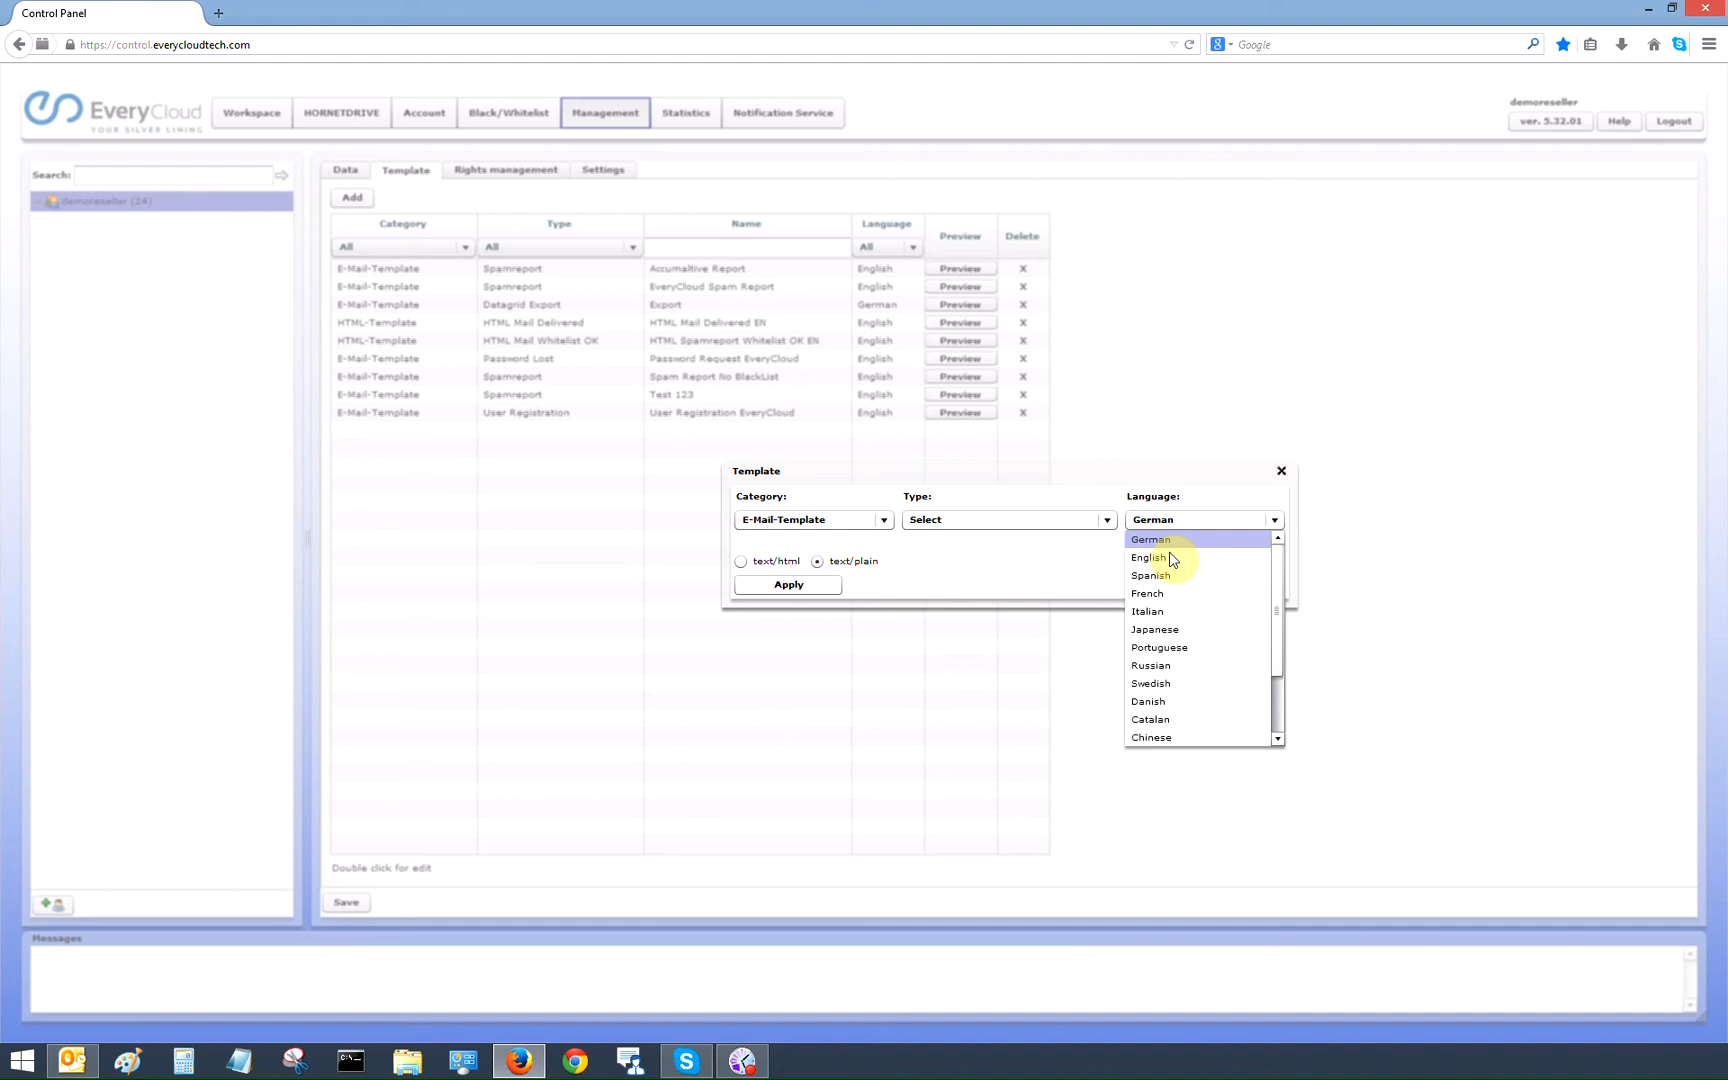 Control Panel
https://control.everycloudtech.com
Google
EveryCloud
YOUR SILVER LINING
Workspace HORNETDRIVE Account Black/Whitelist Management Statistics Notification Service
demoreseller
ver. 5.32.01 Help Logout
Search:
demoreseller (24)
Data Template Rights management Settings
Add
Category Type Name Language Preview Delete
All All All
E-Mail-Template Spamreport Accumaltive Report English Preview X
E-Mail-Template Spamreport EveryCloud Spam Report English Preview X
E-Mail-Template Datagrid Export Export German Preview X
HTML-Template HTML Mail Delivered HTML Mail Delivered EN English Preview X
HTML-Template HTML Mail Whitelist OK HTML Spamreport Whitelist OK EN English Preview X
E-Mail-Template Password Lost Password Request EveryCloud English Preview X
E-Mail-Template Spamreport Spam Report No BlackList English Preview X
E-Mail-Template Spamreport Test 123 English Preview X
E-Mail-Template User Registration User Registration EveryCloud English Preview X
Template
Category: Type: Language:
E-Mail-Template Select German
text/html text/plain
Apply
German
English
Spanish
French
Italian
Japanese
Portuguese
Russian
Swedish
Danish
Catalan
Chinese
Double click for edit
Save
Messages